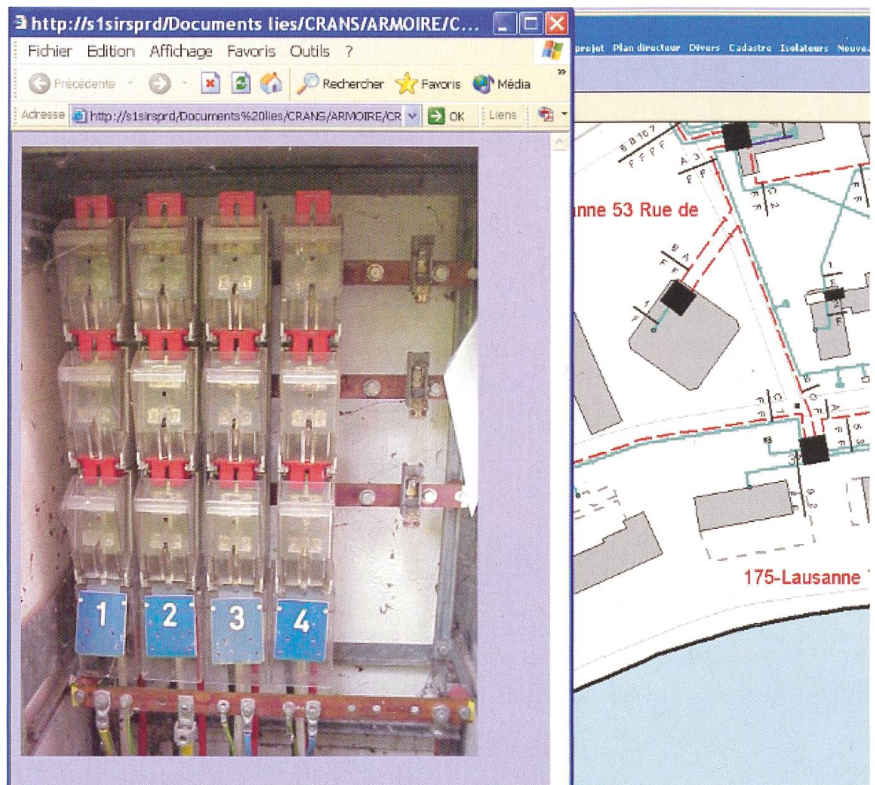 http://s1sirsprd/Documents lies/CRANS/ARMOIRE/C...
Fichier Edition Affichage Favoris Outils ?
Précédente Rechercher Favoris Média »
Adresse http://s1sirsprd/Documents%20lies/CRANS/ARMOIRE/CR OK Liens »
1 2 3 4
projet Plan directeur Divers Cadastre Isolateurs Nouvea
anne 53 Rue de
175-Lausanne